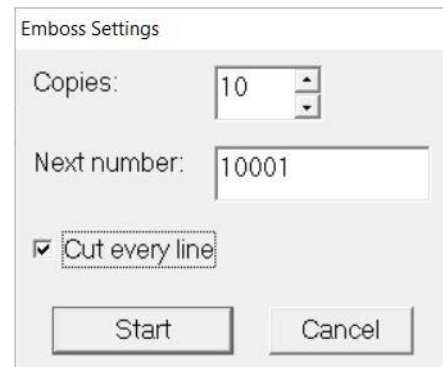 Emboss Settings
Copies: 10
Next number: 10001
Cut every line
Start Cancel